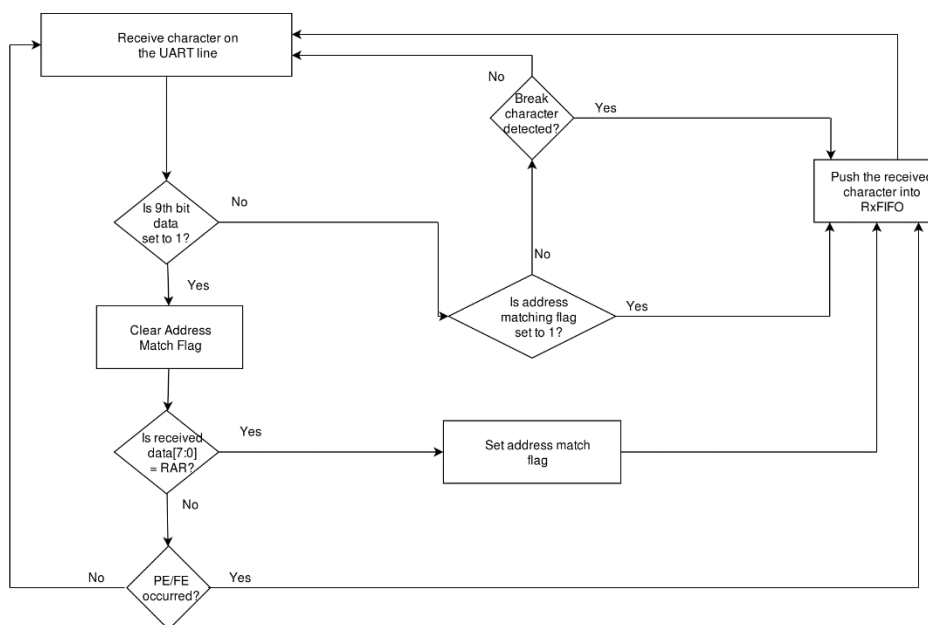 Receive character on
the UART line
No
Break
character
detected?
Yes
Push the received
character into
RxFIFO
Is 9th bit
data
set to 1?
No
No
Yes
Is address
matching flag
set to 1?
Yes
Clear Address
Match Flag
Is received
data[7:0]
= RAR?
Yes
Set address match
flag
No
No
PE/FE
occurred?
Yes